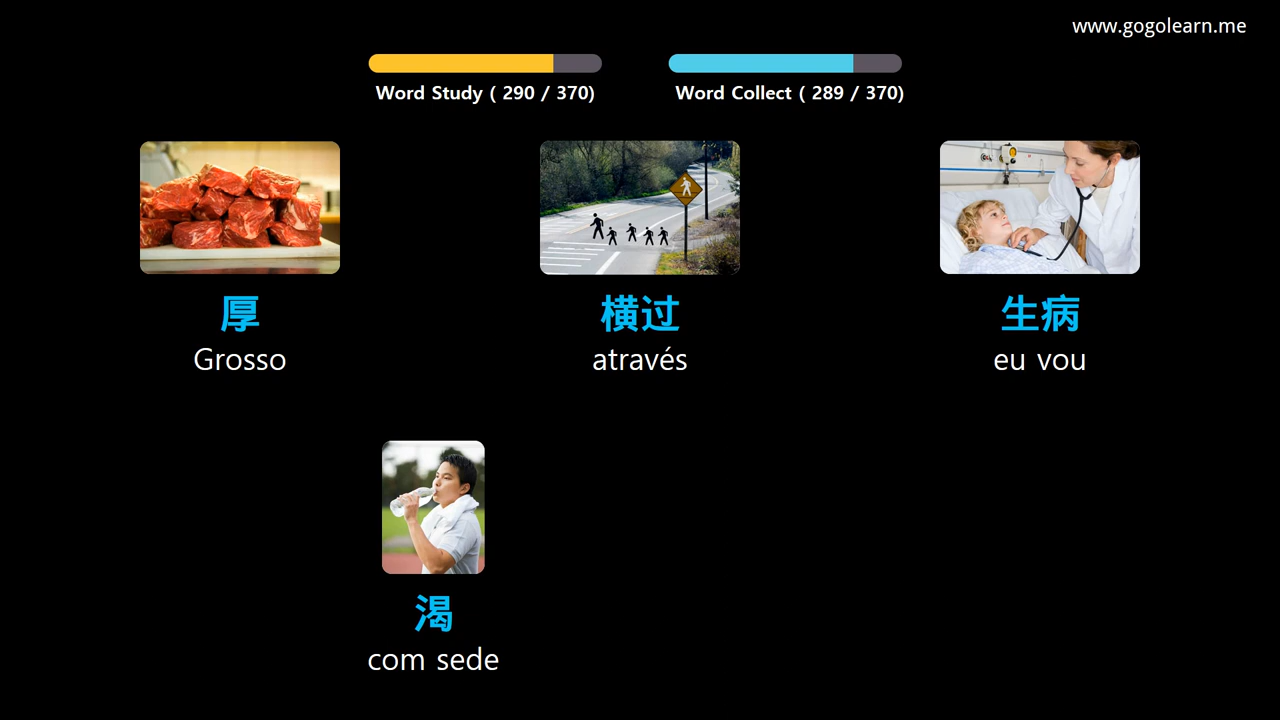 www.gogolearn.me
Word Study ( 290 / 370)
Word Collect ( 289 / 370)
厚
Grosso
横过
através
生病
eu vou
渴
com sede